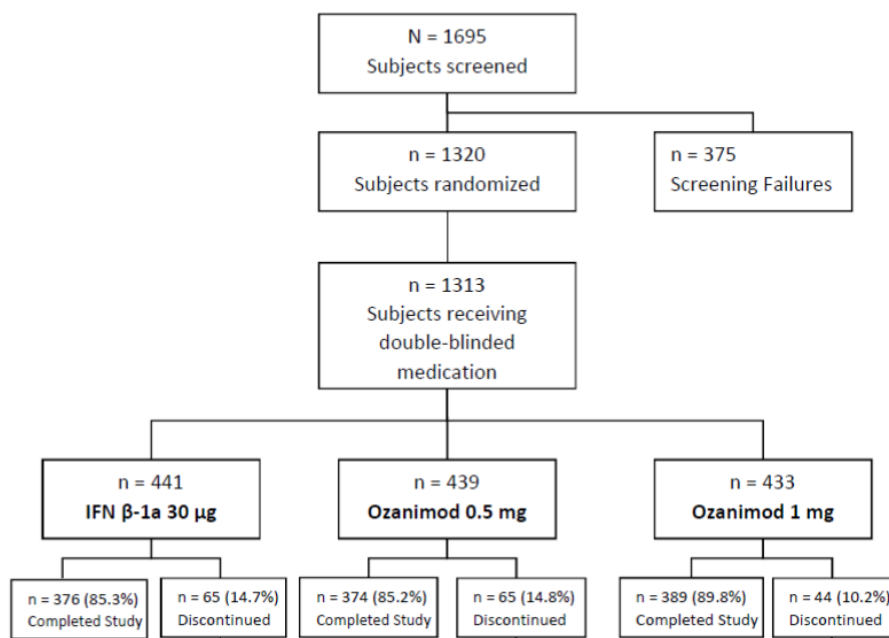 N = 1695
Subjects screened
n = 1320
Subjects randomized
n = 375
Screening Failures
n = 1313
Subjects receiving
double-blinded
medication
n = 441
IFN β-1a 30 µg
n = 439
Ozanimod 0.5 mg
n = 433
Ozanimod 1 mg
n = 376 (85.3%)
Completed Study
n = 65 (14.7%)
Discontinued
n = 374 (85.2%)
Completed Study
n = 65 (14.8%)
Discontinued
n = 389 (89.8%)
Completed Study
n = 44 (10.2%)
Discontinued